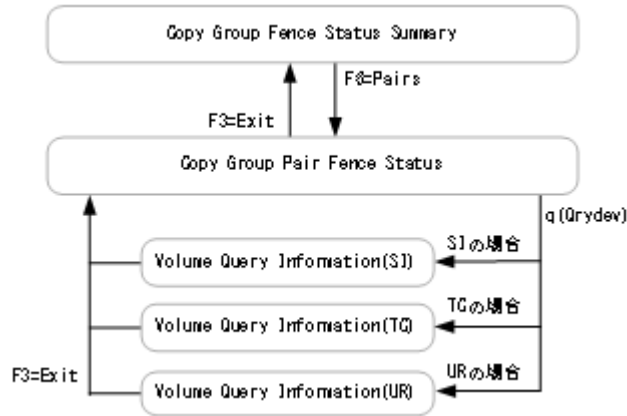 Copy Group Fence Status Summary
F6=Pairs
F3=Exit
Copy Group Pair Fence Status
q(Qrydev)
SIの場合
Volume Query Information(SI)
TCの場合
Volume Query Information(TC)
URの場合
F3=Exit
Volume Query Information(UR)